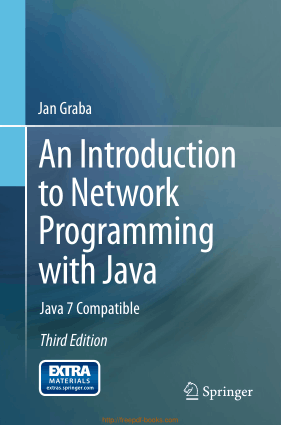 Jan Graba
An Introduction
to Network
Programming
with Java
Java 7 Compatible
Third Edition
EXTRA
MATERIALS
extras.springer.com
Springer